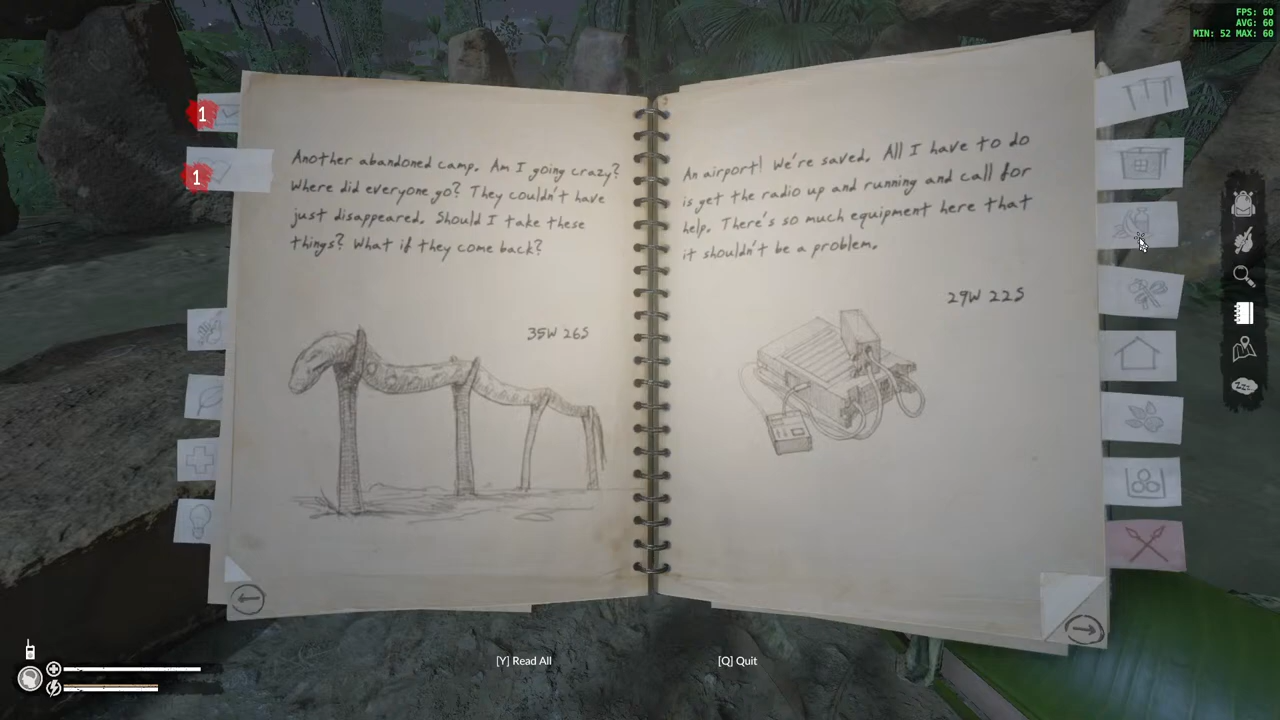 FPS: 60
AVG: 60
MIN: 52 MAX: 60
1
1
Another abandoned camp. Am I going crazy?
Where did everyone go? They couldn't have
just disappeared. Should I take these
things? What if they come back?
35W 26S
An airport! We're saved. All I have to do
is get the radio up and running and call for
help. There's so much equipment here that
it shouldn't be a problem.
29W 22S
Zzz
[Y] Read All
[Q] Quit